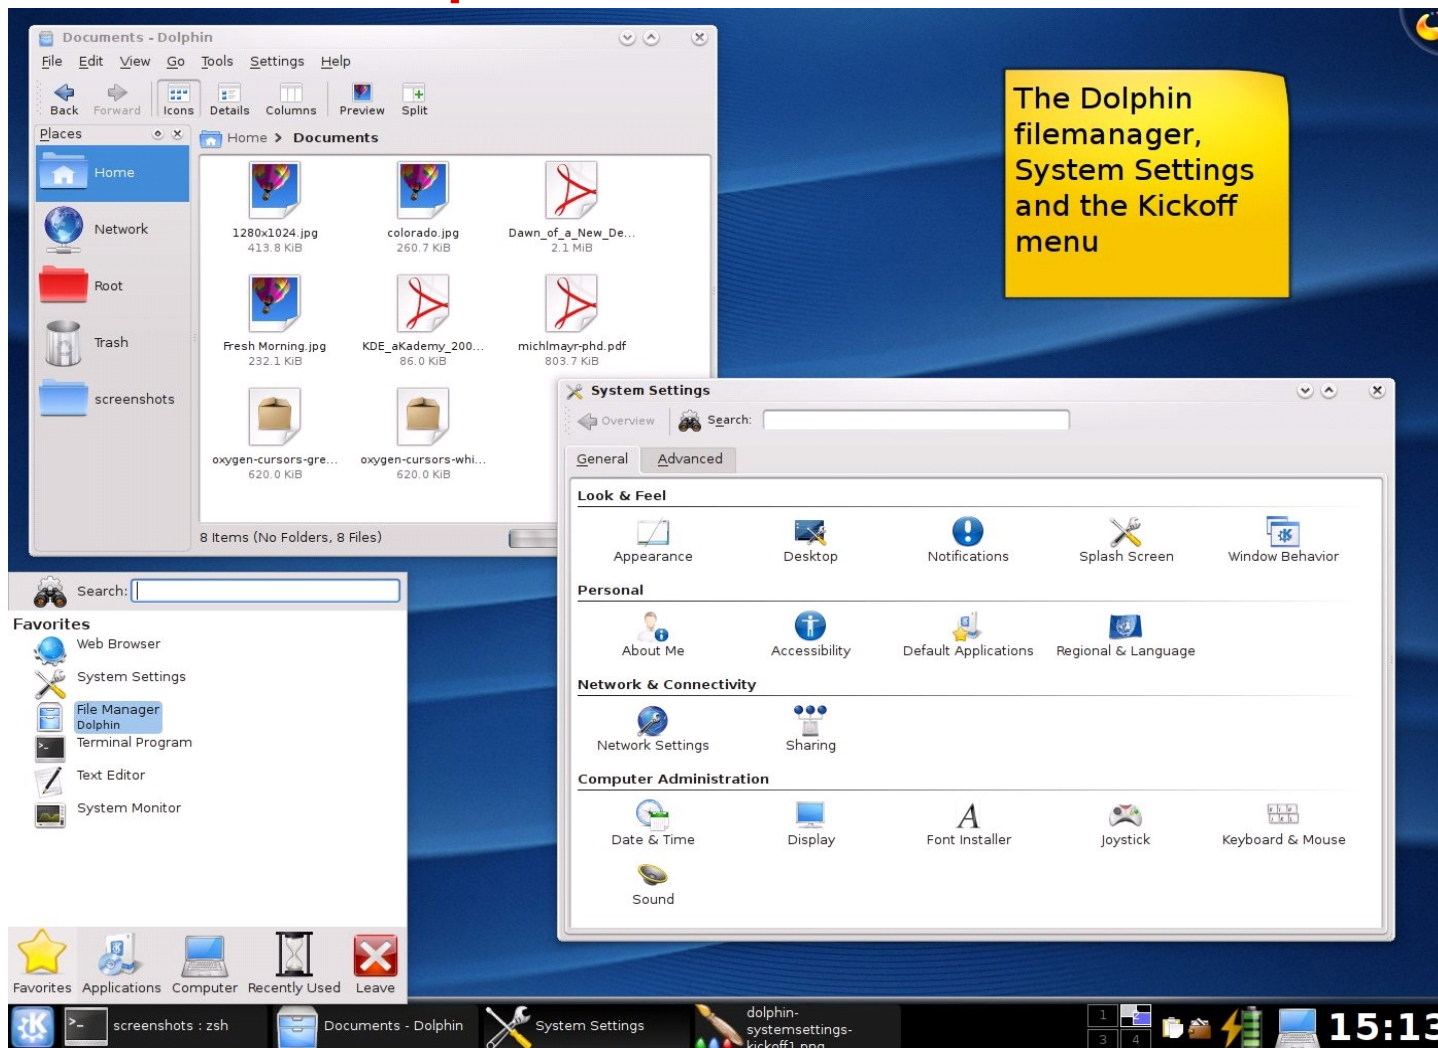 Documents - Dolphin
File Edit View Go Tools Settings Help
Back Forward Icons Details Columns Preview Split
Places
Home > Documents
Home
Network
Root
Trash
screenshots
1280x1024.jpg
413.8 KiB
colorado.jpg
260.7 KiB
Dawn_of_a_New_De...
2.1 MiB
Fresh Morning.jpg
232.1 KiB
KDE_aKademy_200...
86.0 KiB
michlmayr-phd.pdf
803.7 KiB
oxygen-cursors-gre...
620.0 KiB
oxygen-cursors-whi...
620.0 KiB
8 Items (No Folders, 8 Files)
The Dolphin
filemanager,
System Settings
and the Kickoff
menu
System Settings
Overview Search:
General Advanced
Look & Feel
Appearance Desktop Notifications Splash Screen Window Behavior
Personal
About Me Accessibility Default Applications Regional & Language
Network & Connectivity
Network Settings Sharing
Computer Administration
Date & Time Display Font Installer Joystick Keyboard & Mouse
Sound
Search:
Favorites
Web Browser
System Settings
File Manager
Dolphin
Terminal Program
Text Editor
System Monitor
Favorites Applications Computer Recently Used Leave
screenshots : zsh
Documents - Dolphin
System Settings
dolphin-
systemsettings-
kickoff1.png
1 2
3 4
15:13